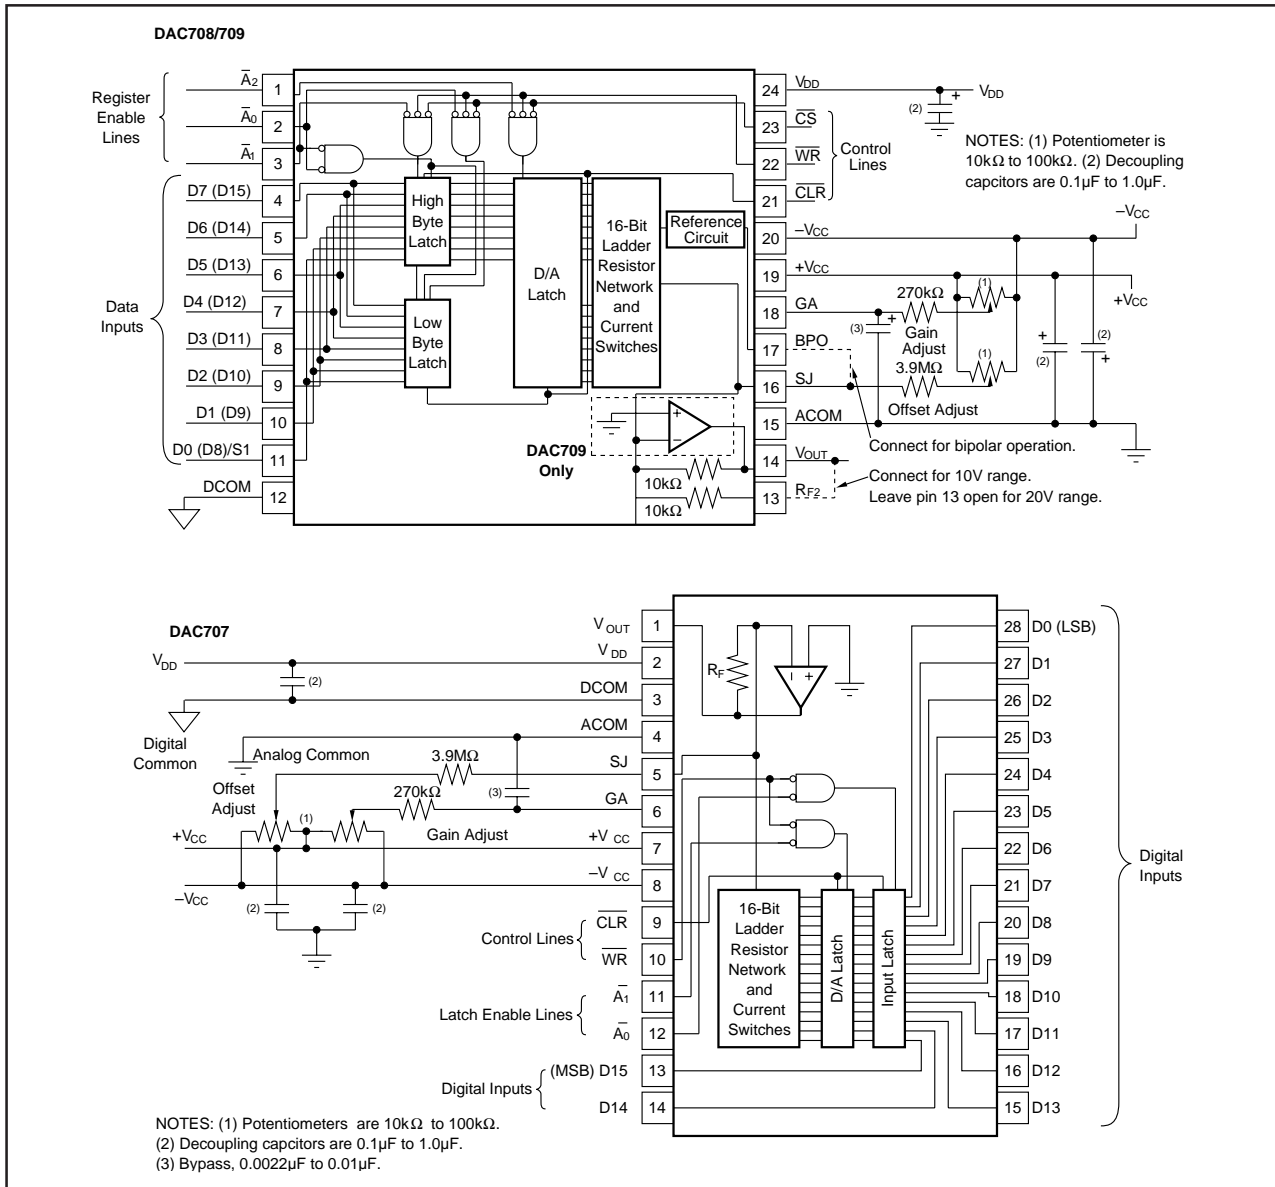 DAC708/709
Register
Enable
Lines
A̅2
1
A̅0
2
A̅1
3
D7 (D15)
4
D6 (D14)
5
D5 (D13)
6
D4 (D12)
7
D3 (D11)
8
D2 (D10)
9
D1 (D9)
10
D0 (D8)/S1
11
DCOM
12
Data
Inputs
High
Byte
Latch
Low
Byte
Latch
D/A
Latch
16-Bit
Ladder
Resistor
Network
and
Current
Switches
Reference
Circuit
DAC709
Only
+
–
10kΩ
10kΩ
24
VDD
23
C̅S̅
22
W̅R̅
21
C̅L̅R̅
20
–VCC
19
+VCC
18
GA
17
BPO
16
SJ
15
ACOM
14
VOUT
13
RF2
Control
Lines
(2)
+
VDD
NOTES: (1) Potentiometer is
10kΩ to 100kΩ. (2) Decoupling
capcitors are 0.1µF to 1.0µF.
–VCC
+VCC
270kΩ
(1)
(3)
+
Gain
Adjust
3.9MΩ
(1)
Offset Adjust
+
(2)
(2)
+
Connect for bipolar operation.
Connect for 10V range.
Leave pin 13 open for 20V range.
DAC707
VOUT
1
VDD
VDD
2
(2)
DCOM
3
Digital
Common
ACOM
4
Analog Common
SJ
5
3.9MΩ
Offset
Adjust
270kΩ
(3)
GA
6
Gain Adjust
(1)
+VCC
+VCC
7
–VCC
–VCC
8
(2)
(2)
Control Lines
C̅L̅R̅
9
W̅R̅
10
Latch Enable Lines
A̅1
11
A̅0
12
Digital Inputs
(MSB) D15
13
D14
14
RF
–
+
16-Bit
Ladder
Resistor
Network
and
Current
Switches
D/A Latch
Input Latch
28
D0 (LSB)
27
D1
26
D2
25
D3
24
D4
23
D5
22
D6
21
D7
20
D8
19
D9
18
D10
17
D11
16
D12
15
D13
Digital
Inputs
NOTES: (1) Potentiometers are 10kΩ to 100kΩ.
(2) Decoupling capcitors are 0.1µF to 1.0µF.
(3) Bypass, 0.0022µF to 0.01µF.